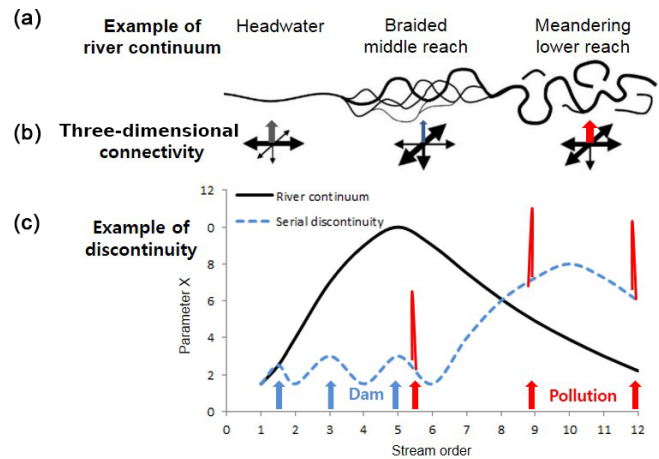 (a)
Example of
river continuum
Headwater
Braided
middle reach
Meandering
lower reach
(b)
Three-dimensional
connectivity
(c)
Example of
discontinuity
12
0
8
6
4
2
0
Parameter X
River continuum
Serial discontinuity
Dam
Pollution
0 1 2 3 4 5 6 7 8 9 10 11 12
Stream order